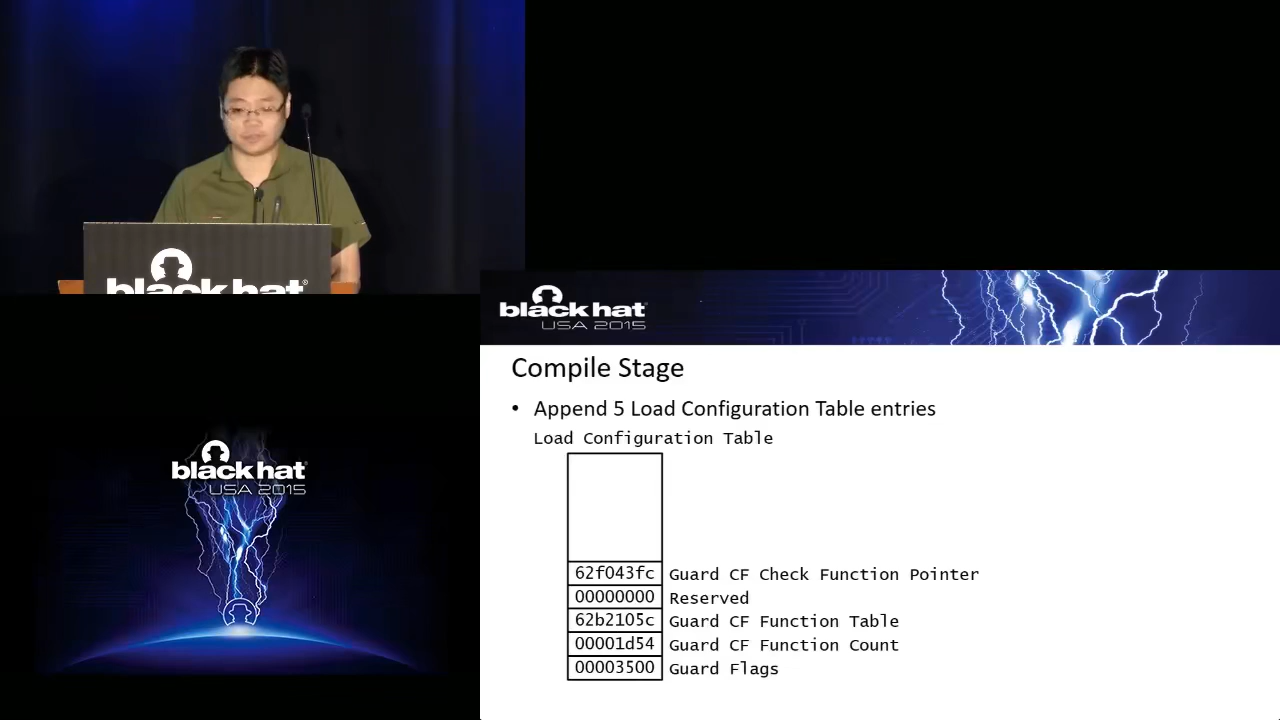 black hat
black hat
USA 2015
Compile Stage
• Append 5 Load Configuration Table entries
Load Configuration Table
62f043fc Guard CF Check Function Pointer
00000000 Reserved
62b2105c Guard CF Function Table
00001d54 Guard CF Function Count
00003500 Guard Flags
black hat
USA 2015